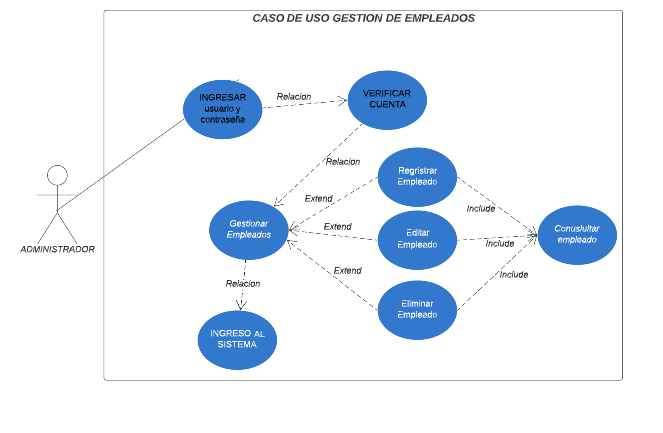 CASO DE USO GESTION DE EMPLEADOS
INGRESAR
usuario y
contraseña
Relacion
VERIFICAR
CUENTA
Relacion
Regristrar
Empleado
Extend
Include
Gestionar
Empleados
Extend
Editar
Empleado
Include
Conuslultar
empleado
ADMINISTRADOR
Relacion
Extend
Include
Eliminar
Empleado
INGRESO AL
SISTEMA